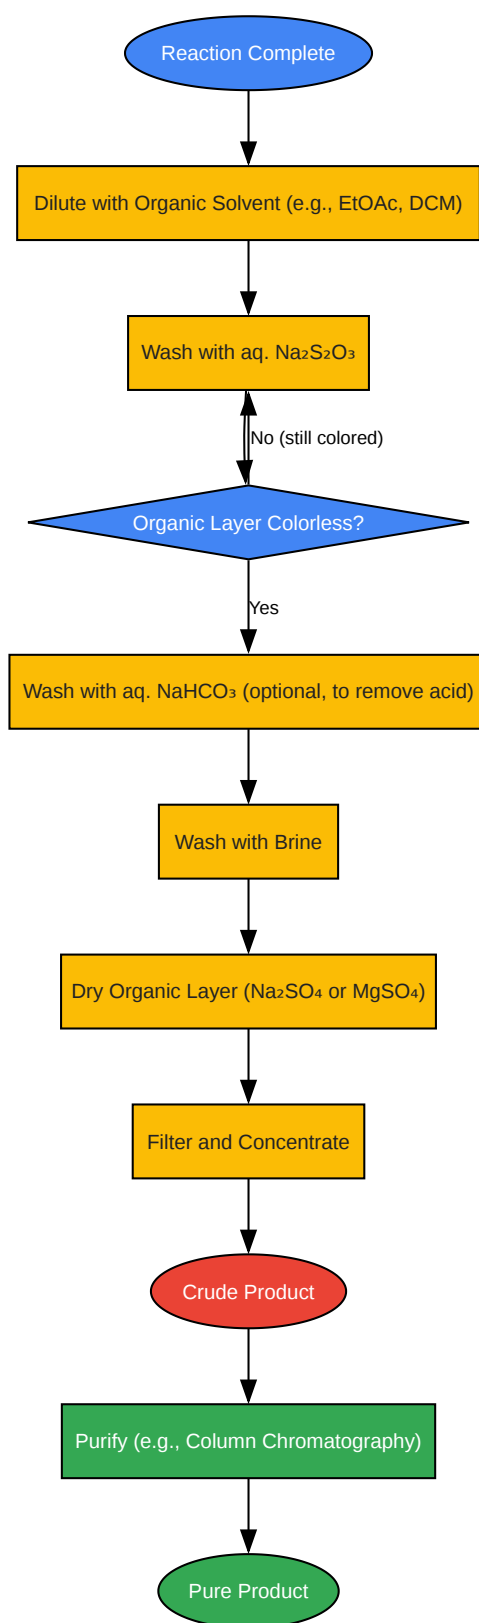 Reaction Complete
Dilute with Organic Solvent (e.g., EtOAc, DCM)
Wash with aq. Na₂S₂O₃
No (still colored)
Organic Layer Colorless?
Yes
Wash with aq. NaHCO₃ (optional, to remove acid)
Wash with Brine
Dry Organic Layer (Na₂SO₄ or MgSO₄)
Filter and Concentrate
Crude Product
Purify (e.g., Column Chromatography)
Pure Product